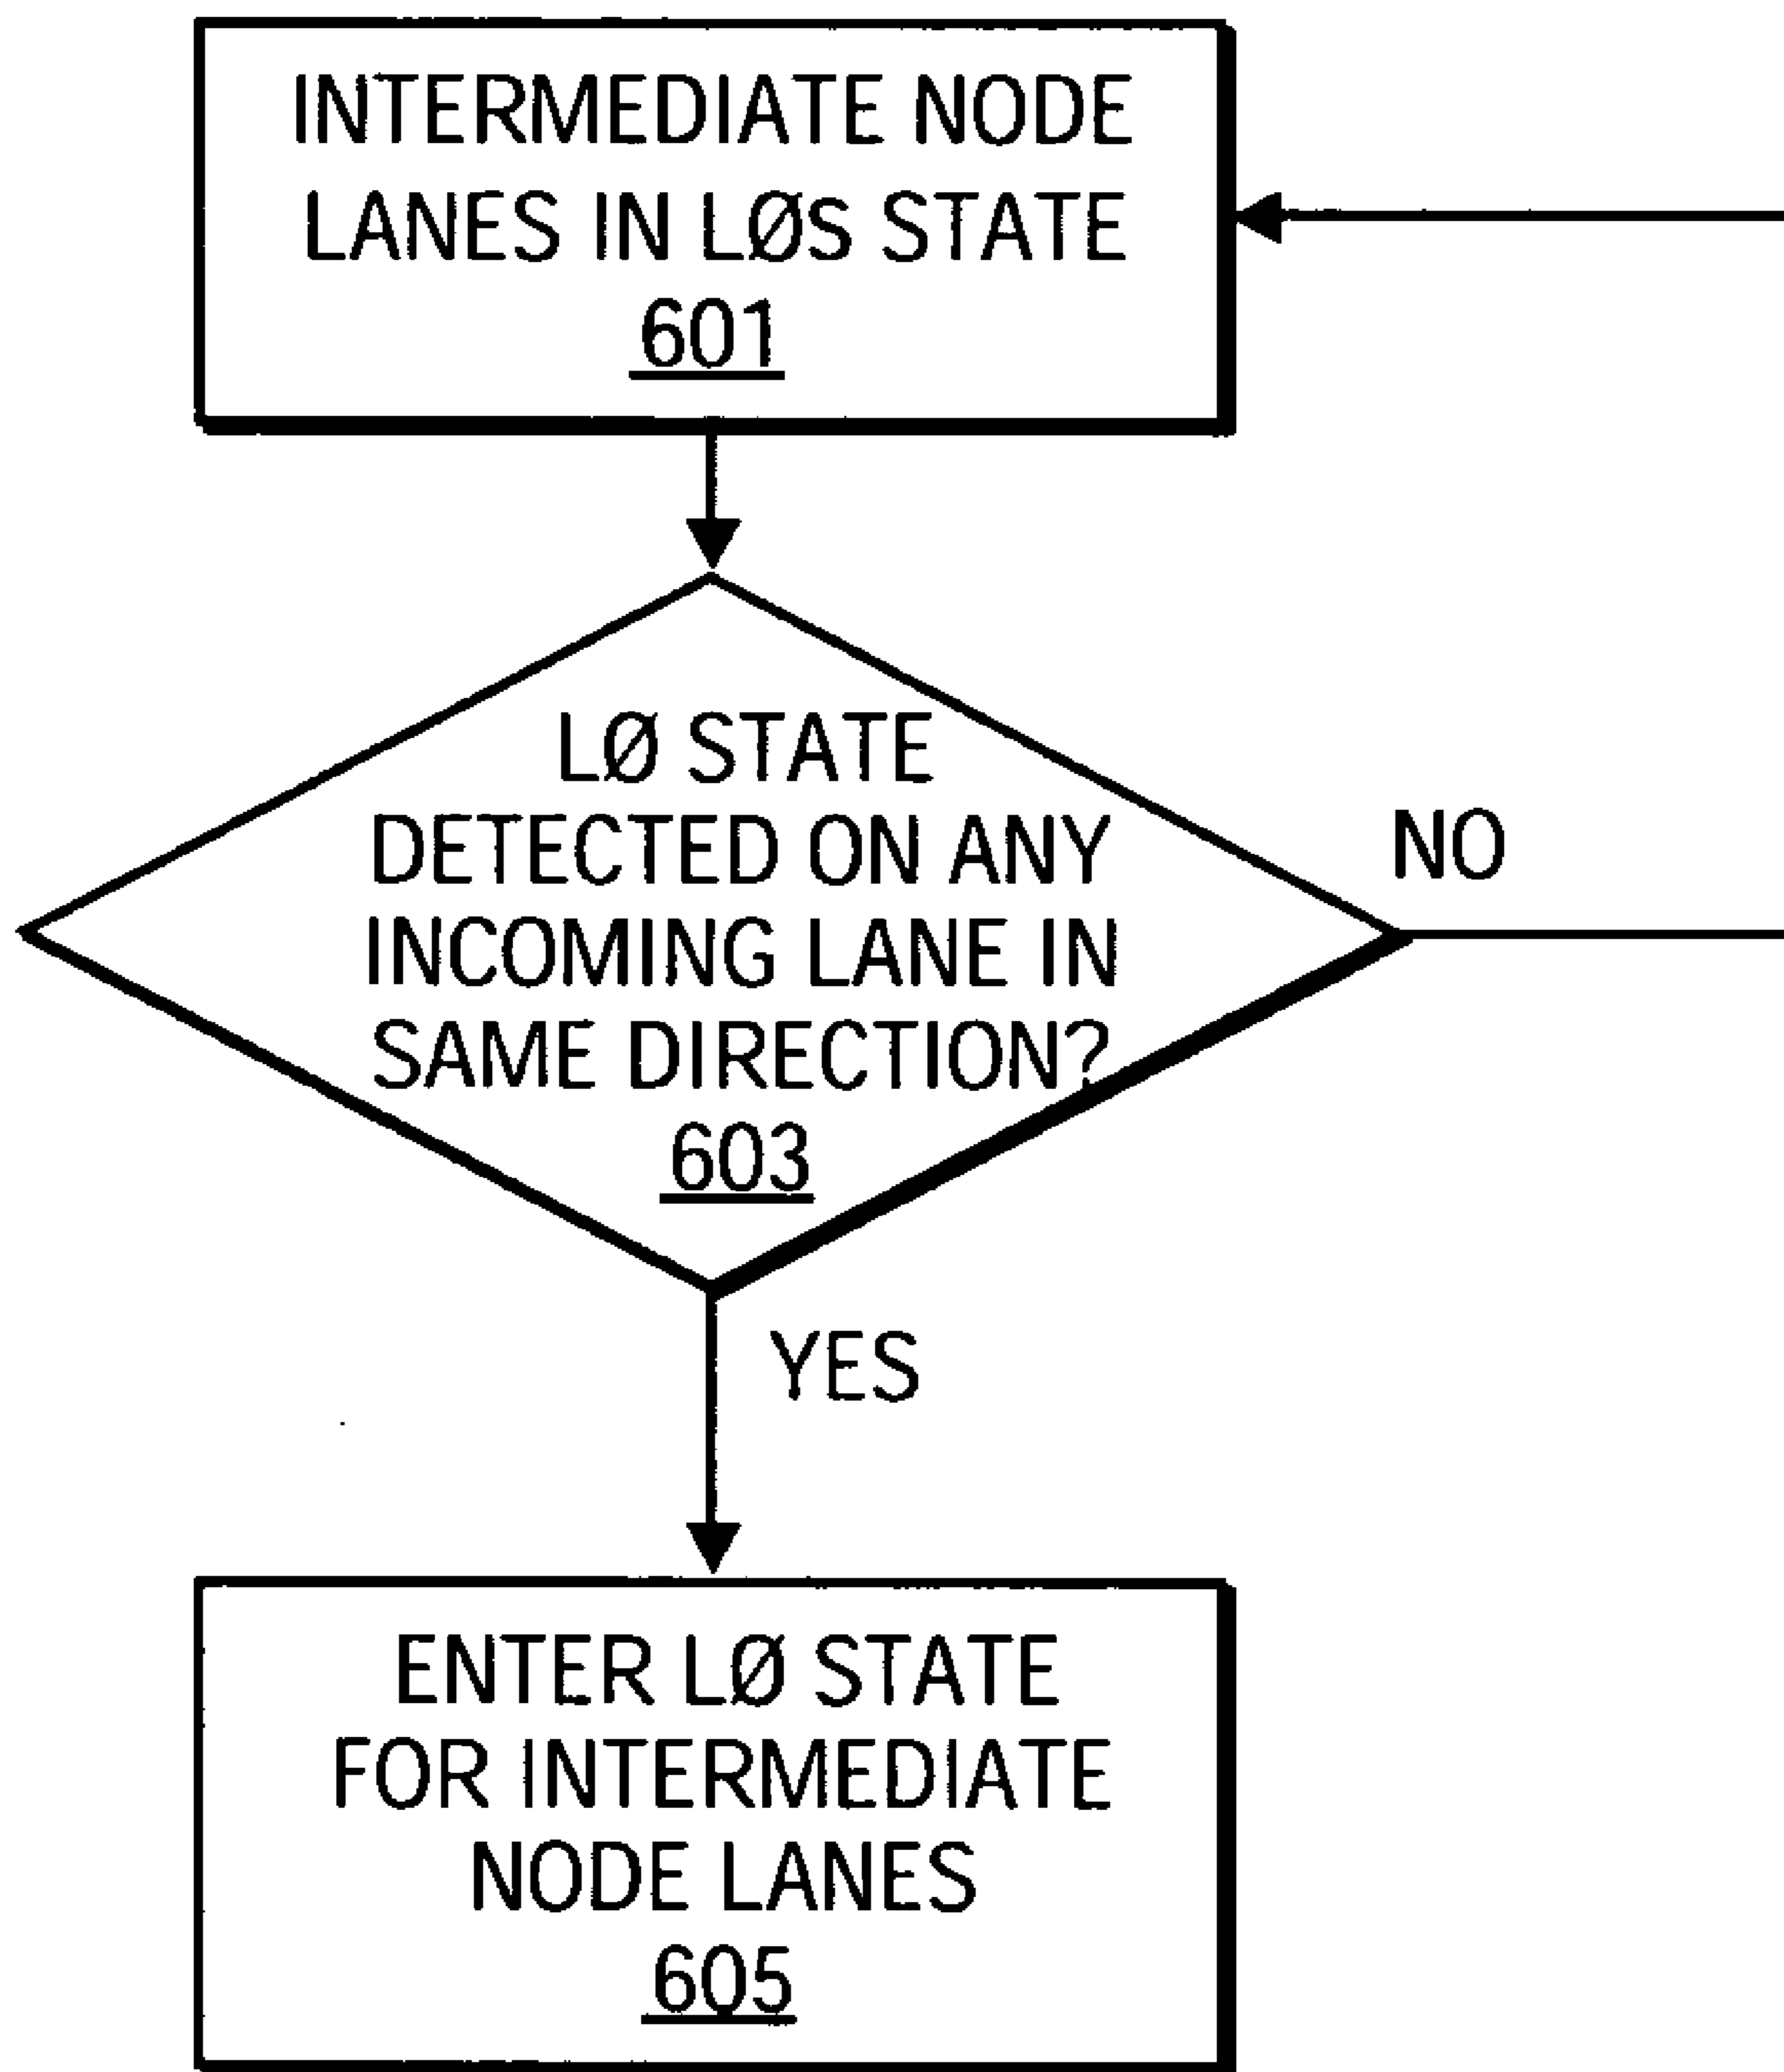 INTERMEDIATE NODE
LANES IN LØS STATE
601
LØ STATE
DETECTED ON ANY
INCOMING LANE IN
SAME DIRECTION?
603
NO
YES
ENTER LØ STATE
FOR INTERMEDIATE
NODE LANES
605